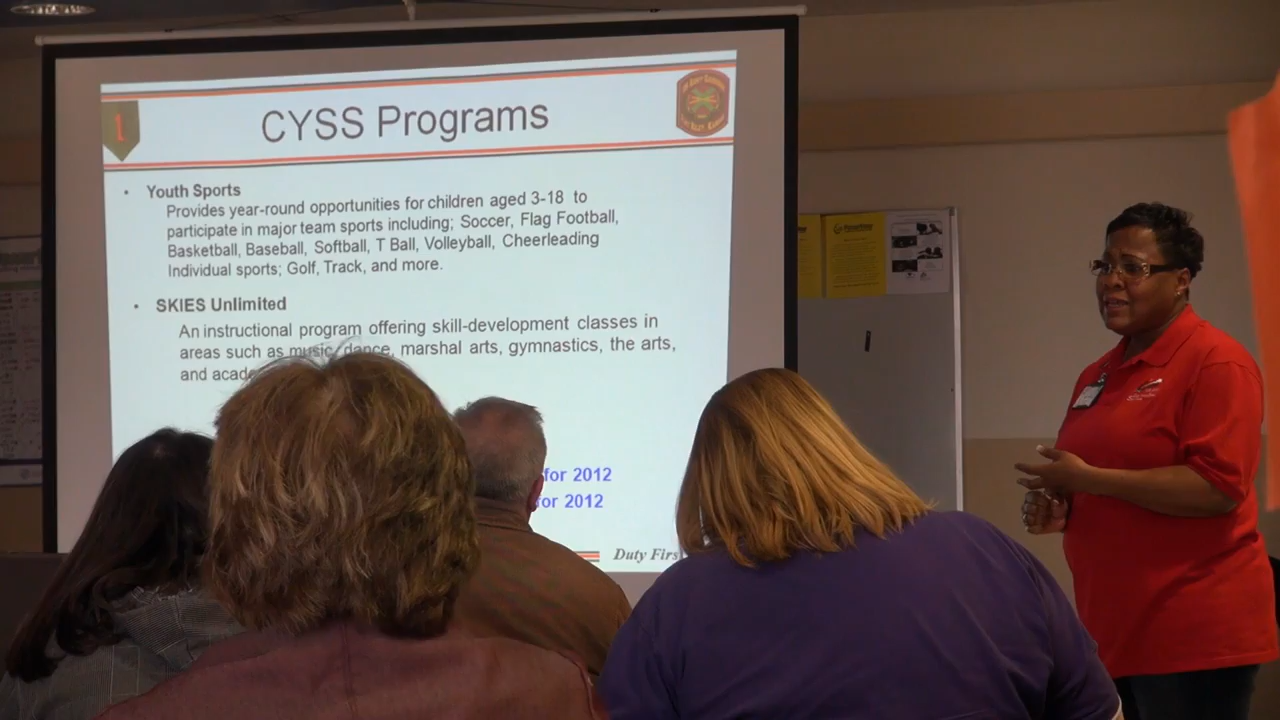 CYSS Programs
1
• Youth Sports
Provides year-round opportunities for children aged 3-18 to
participate in major team sports including; Soccer, Flag Football,
Basketball, Baseball, Softball, T Ball, Volleyball, Cheerleading
Individual sports; Golf, Track, and more.
• SKIES Unlimited
An instructional program offering skill-development classes in
areas such as music, dance, marshal arts, gymnastics, the arts,
and acade
for 2012
for 2012
Duty Firs